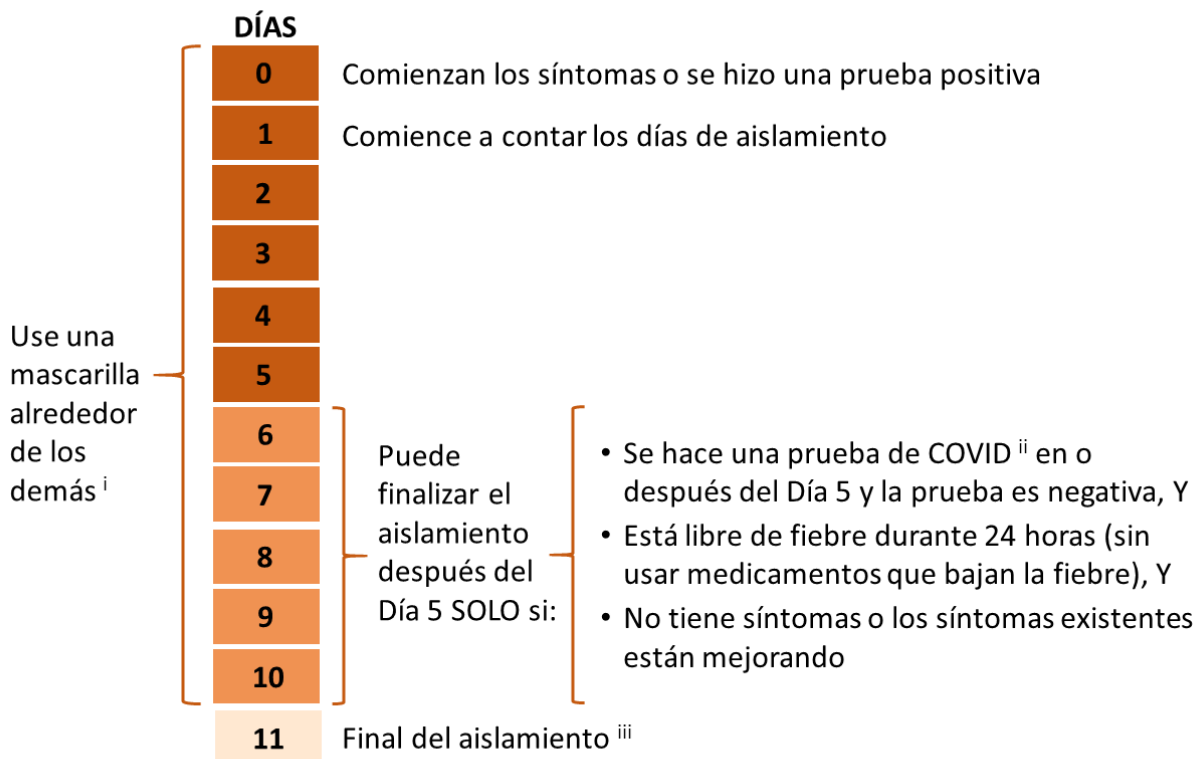 DÍAS
0
Comienzan los síntomas o se hizo una prueba positiva
1
Comience a contar los días de aislamiento
2
3
4
5
6
7
8
9
10
11
Final del aislamiento iii
Use una
mascarilla
alrededor
de los
demás i
Puede
finalizar el
aislamiento
después del
Día 5 SOLO si:
• Se hace una prueba de COVID ii en o
después del Día 5 y la prueba es negativa, Y
• Está libre de fiebre durante 24 horas (sin
usar medicamentos que bajan la fiebre), Y
• No tiene síntomas o los síntomas existentes
están mejorando